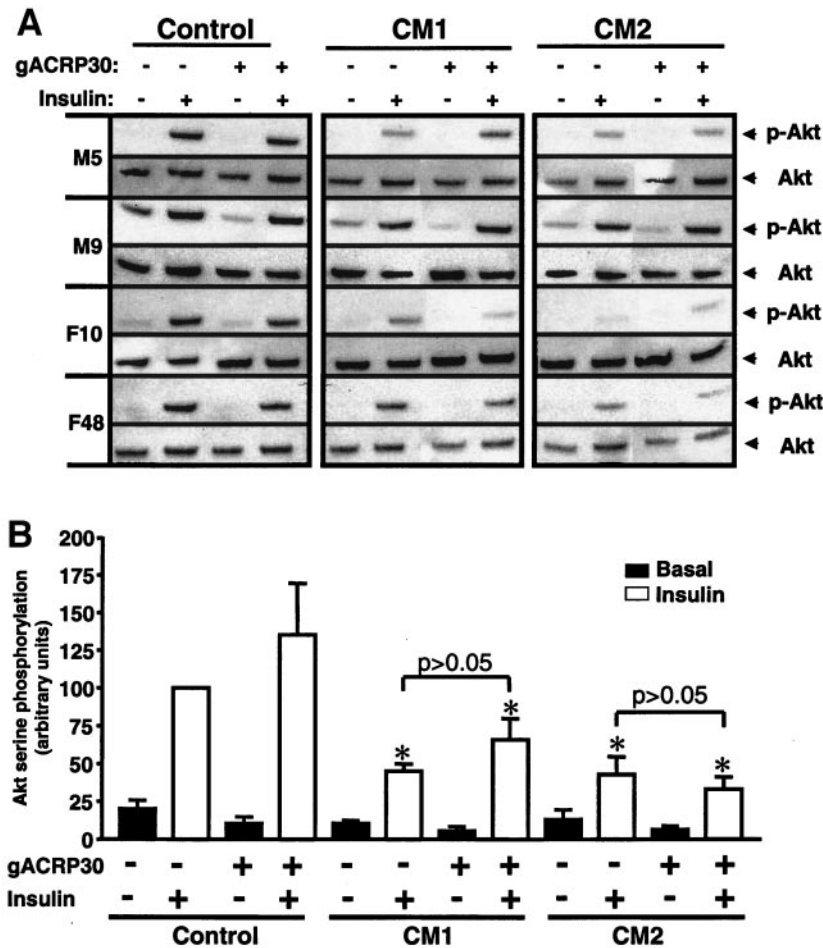 A
Control CM1 CM2
gACRP30: - - + + - - + + - - + +
Insulin: - + - + - + - + - + - +
M5 p-Akt
Akt
M9 p-Akt
Akt
F10 p-Akt
Akt
F48 p-Akt
Akt
B
200
175
150
125
100
75
50
25
0
Akt serine phosphorylation
(arbitrary units)
Basal
Insulin
p>0.05
p>0.05
* * * *
gACRP30 - - + + - - + + - - + +
Insulin - + - + - + - + - + - +
Control CM1 CM2